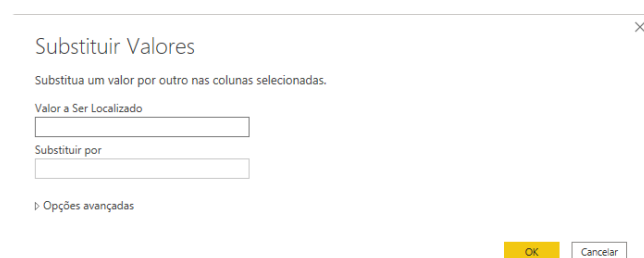 Substituir Valores
Substitua um valor por outro nas colunas selecionadas.
Valor a Ser Localizado
Substituir por
Opções avançadas
OK Cancelar